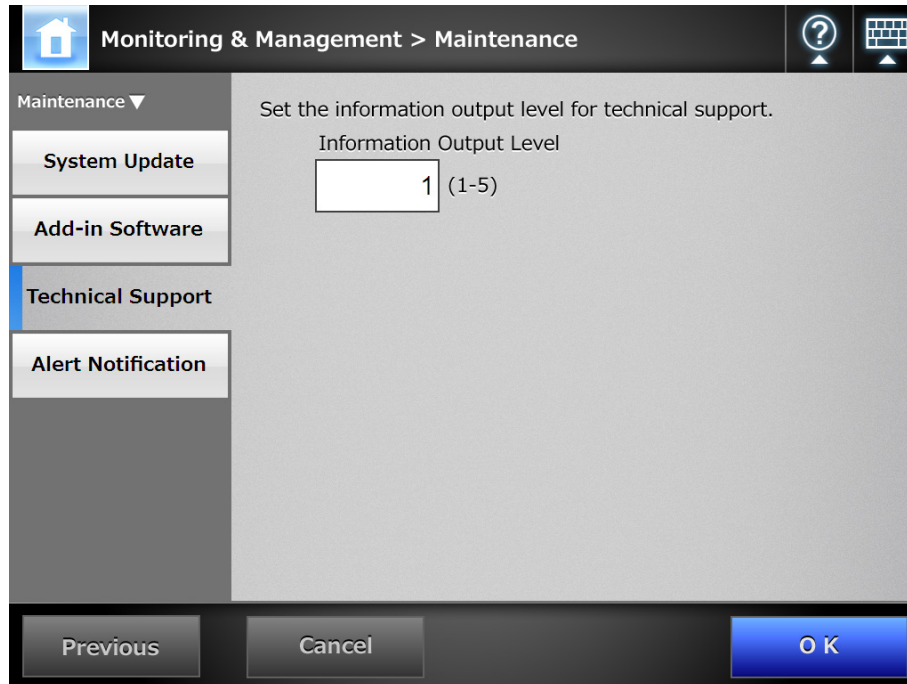 Monitoring & Management > Maintenance
?
Maintenance ▼
System Update
Add-in Software
Technical Support
Alert Notification
Set the information output level for technical support.
Information Output Level
1 (1-5)
Previous
Cancel
O K